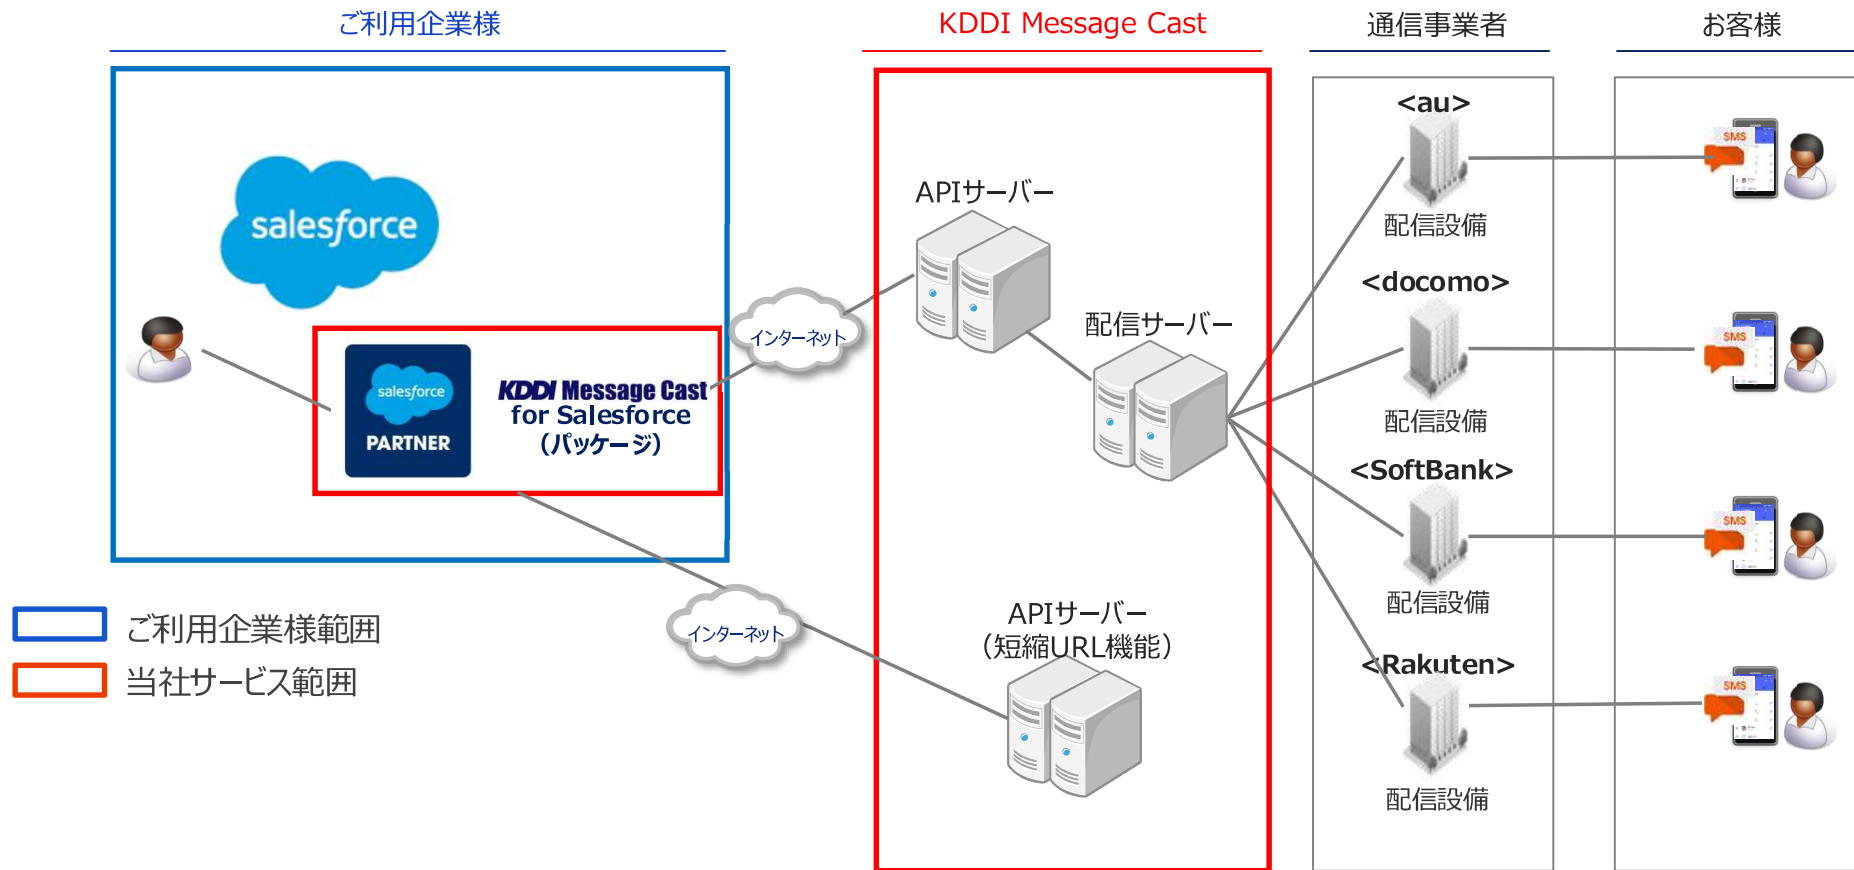 ご利用企業様
KDDI Message Cast
通信事業者
お客様
salesforce
salesforce
PARTNER
KDDI Message Cast
for Salesforce
（パッケージ）
インターネット
インターネット
APIサーバー
配信サーバー
APIサーバー
（短縮URL機能）
<au>
配信設備
<docomo>
配信設備
<SoftBank>
配信設備
<Rakuten>
配信設備
SMS
SMS
SMS
SMS
ご利用企業様範囲
当社サービス範囲